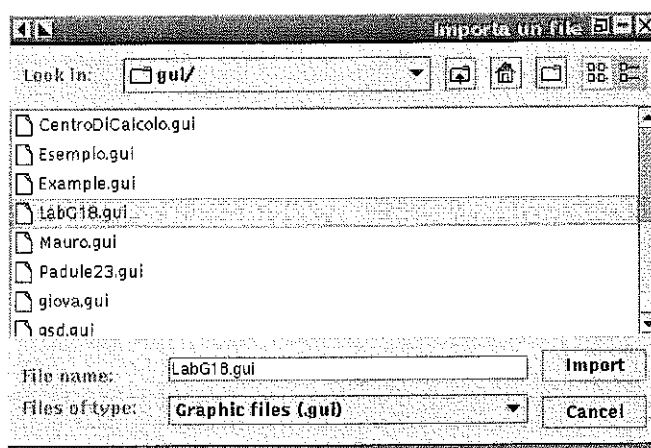 Importa un file
Look in: gui/
CentroDiCalcolo.gui
Esempio.gui
Example.gui
LabG18.gui
Mauro.gui
Padule23.gui
giova.gui
qsd.gui
File name: LabG18.gui Import
Files of type: Graphic files (.gui) Cancel